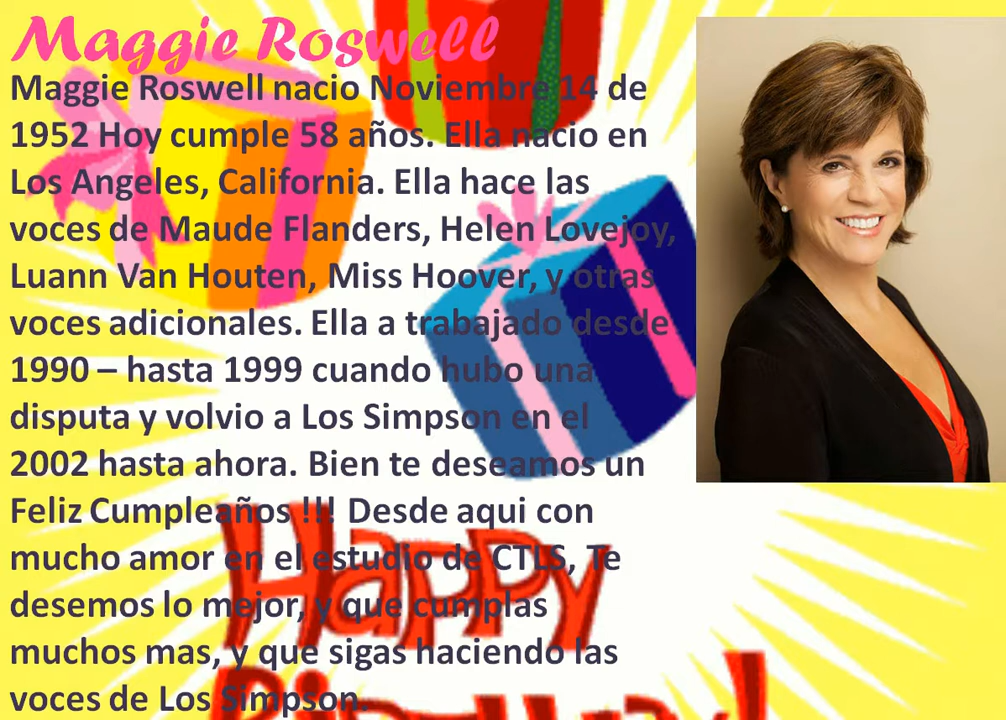 Maggie Roswell
Maggie Roswell nacio Noviembre 14 de
1952 Hoy cumple 58 años. Ella nacio en
Los Angeles, California. Ella hace las
voces de Maude Flanders, Helen Lovejoy,
Luann Van Houten, Miss Hoover, y otras
voces adicionales. Ella a trabajado desde
1990 – hasta 1999 cuando hubo una
disputa y volvio a Los Simpson en el
2002 hasta ahora. Bien te deseamos un
Feliz Cumpleaños !!! Desde aqui con
mucho amor en el estudio de CTLS, Te
desemos lo mejor, y que cumplas
muchos mas, y que sigas haciendo las
voces de Los Simpson.
Happy
Birthday!